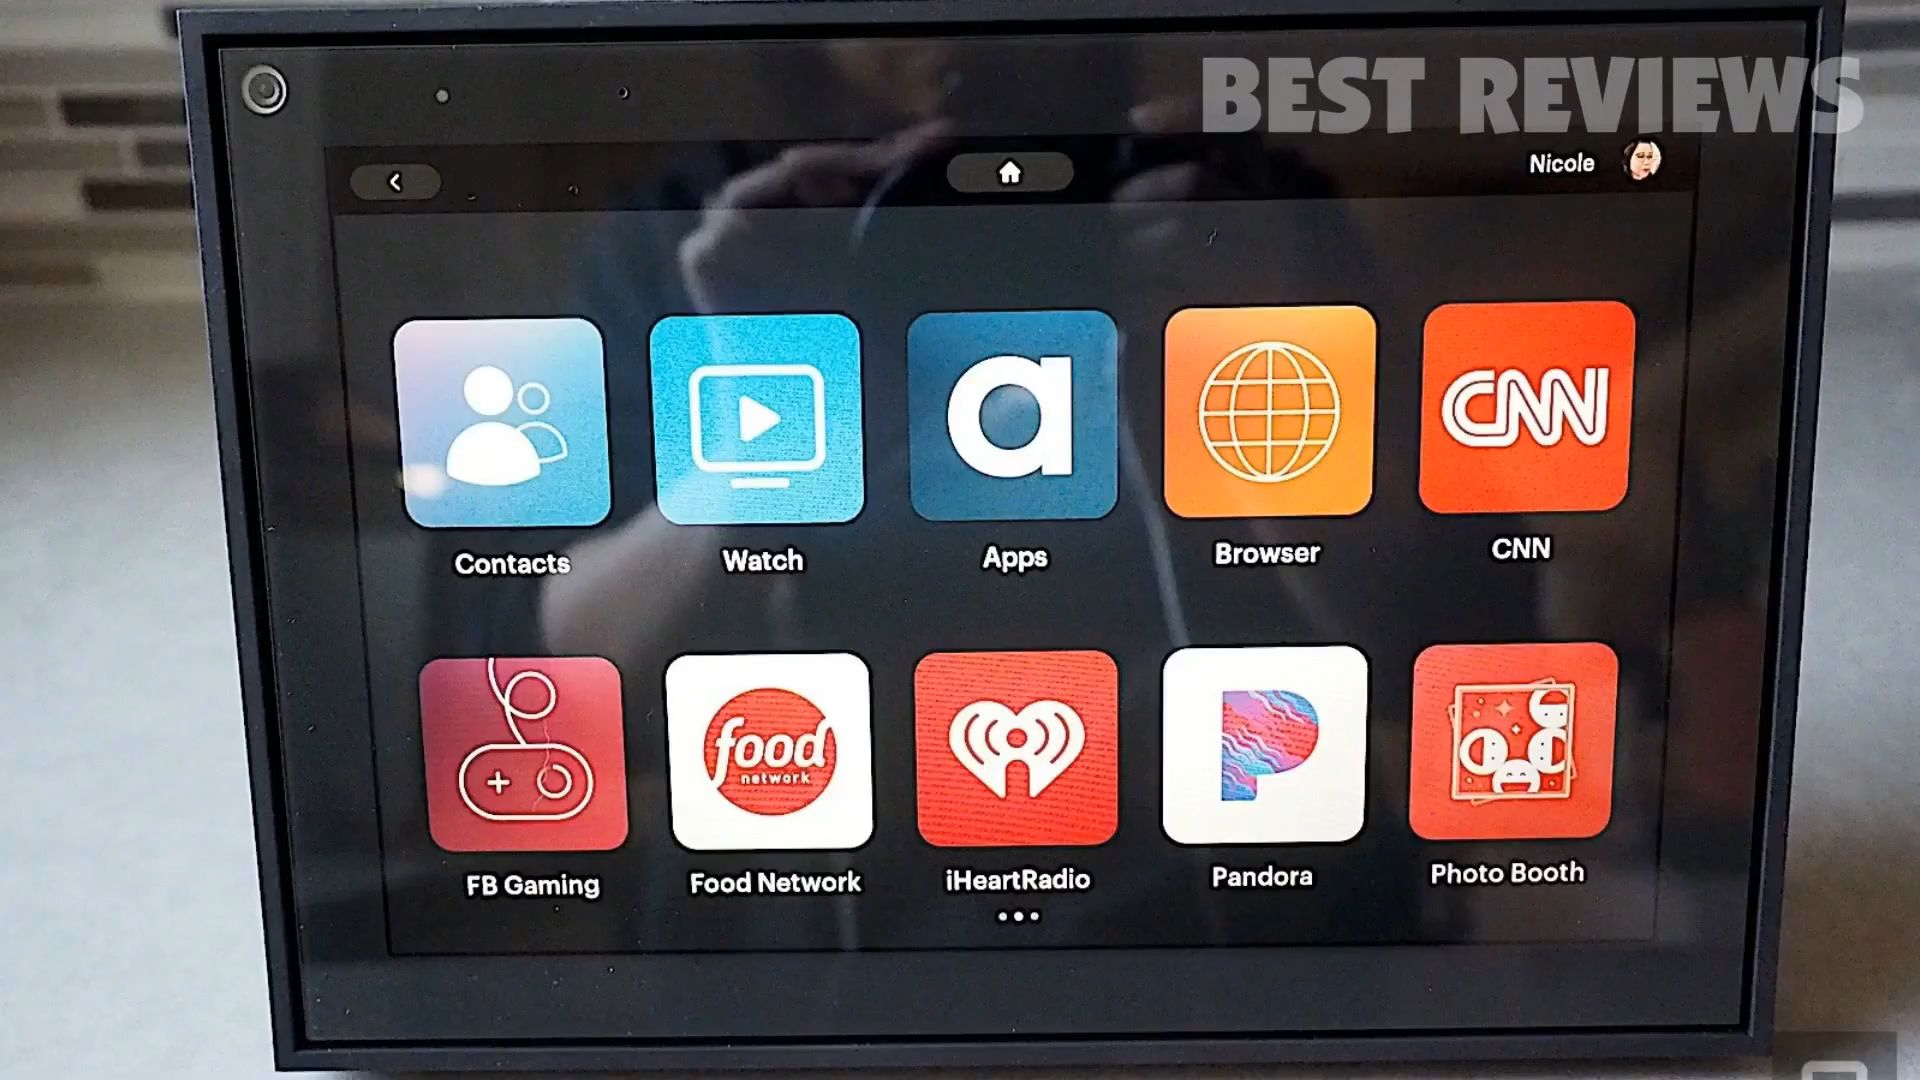 BEST REVIEWS
Nicole
a
CNN
Contacts
Watch
Apps
Browser
CNN
food
network
P
FB Gaming
Food Network
iHeartRadio
Pandora
Photo Booth